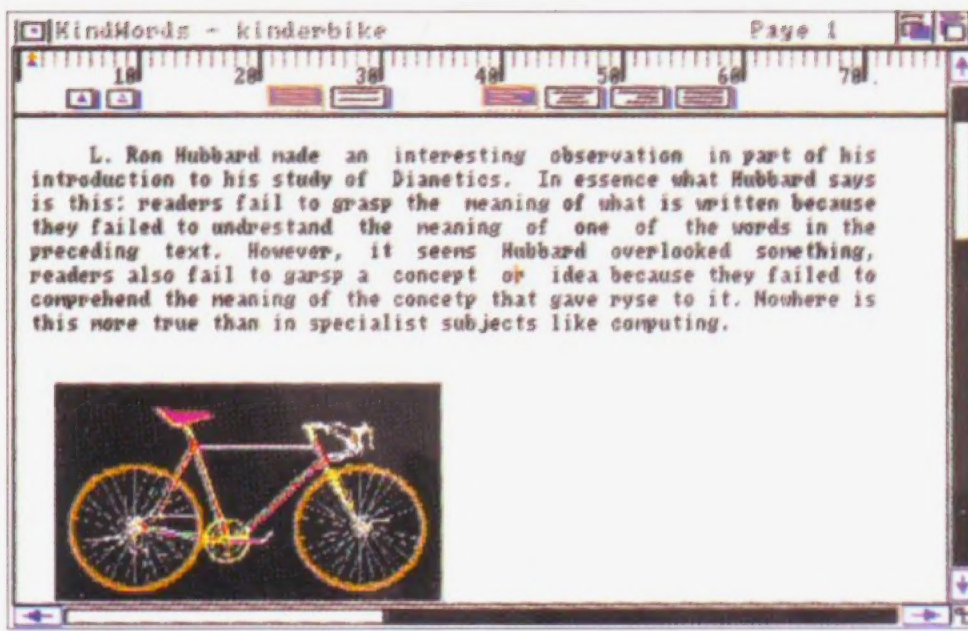 KindWords - kinderbike Page 1
10 20 30 40 50 60 70
L. Ron Hubbard made an interesting observation in part of his
introduction to his study of Dianetics. In essence what Hubbard says
is this: readers fail to grasp the meaning of what is written because
they failed to undrestand the meaning of one of the words in the
preceding text. However, it seems Hubbard overlooked something,
readers also fail to garsp a concept or idea because they failed to
comprehend the meaning of the concetp that gave ryse to it. Nowhere is
this more true than in specialist subjects like computing.